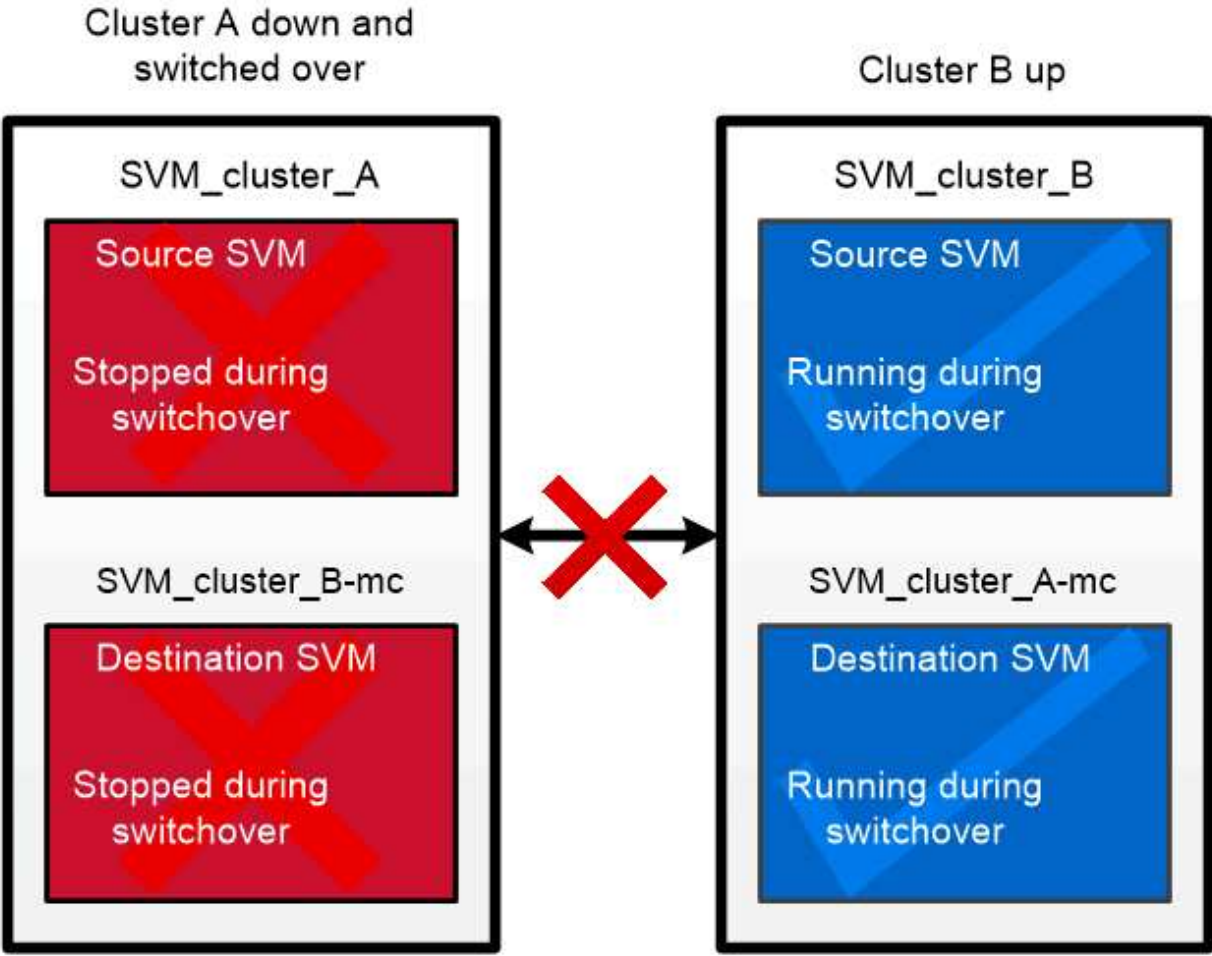 Cluster A down and
switched over
SVM_cluster_A
Source SVM
Stopped during
switchover
SVM_cluster_B-mc
Destination SVM
Stopped during
switchover
Cluster B up
SVM_cluster_B
Source SVM
Running during
switchover
SVM_cluster_A-mc
Destination SVM
Running during
switchover